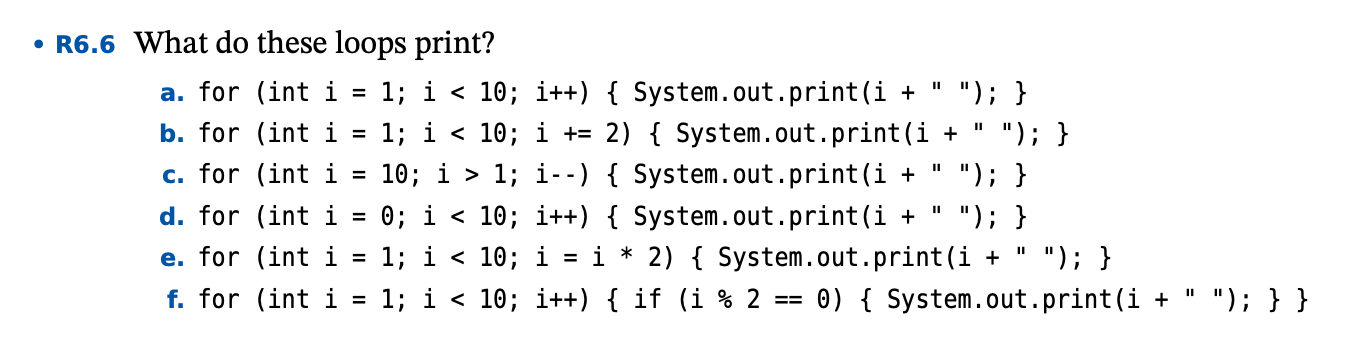 • R6.6 What do these loops print?
a. for (int i = 1; i < 10; i++) { System.out.print(i + " "); }
b. for (int i = 1; i < 10; i += 2) { System.out.print(i + " "); }
c. for (int i = 10; i > 1; i--) { System.out.print(i + " "); }
d. for (int i = 0; i < 10; i++) { System.out.print(i + " "); }
e. for (int i = 1; i < 10; i = i * 2) { System.out.print(i + " "); }
f. for (int i = 1; i < 10; i++) { if (i % 2 == 0) { System.out.print(i + " "); } }